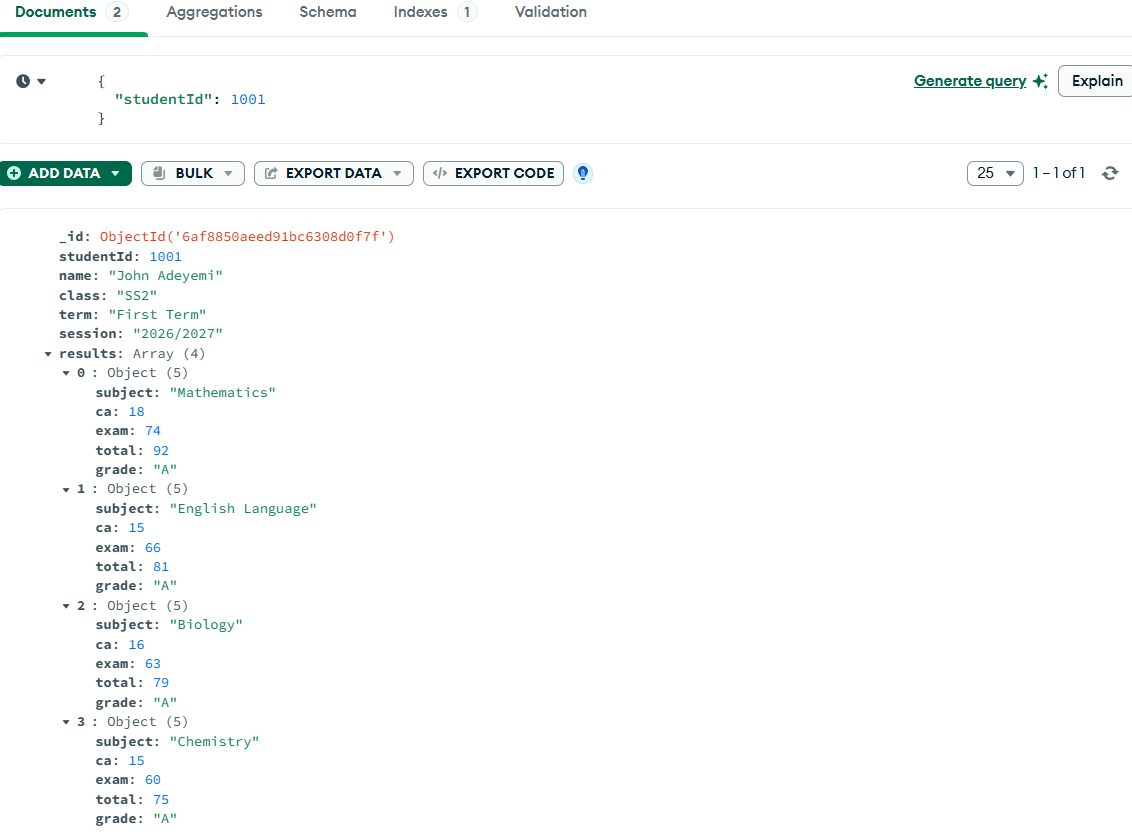 Documents 2 Aggregations Schema Indexes 1 Validation
{
"studentId": 1001
}
Generate query Explain
ADD DATA BULK EXPORT DATA EXPORT CODE 25 1 – 1 of 1
_id: ObjectId('6af8850aeed91bc6308d0f7f')
studentId: 1001
name: "John Adeyemi"
class: "SS2"
term: "First Term"
session: "2026/2027"
results: Array (4)
0 : Object (5)
subject: "Mathematics"
ca: 18
exam: 74
total: 92
grade: "A"
1 : Object (5)
subject: "English Language"
ca: 15
exam: 66
total: 81
grade: "A"
2 : Object (5)
subject: "Biology"
ca: 16
exam: 63
total: 79
grade: "A"
3 : Object (5)
subject: "Chemistry"
ca: 15
exam: 60
total: 75
grade: "A"